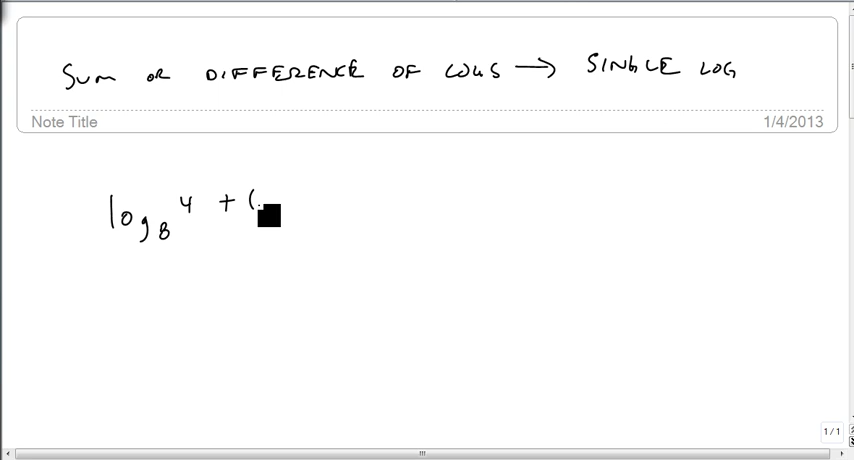 SUM OR DIFFERENCE OF LOGS → SINGLE LOG
Note Title 1/4/2013
log₈ 4 + (
1 / 1